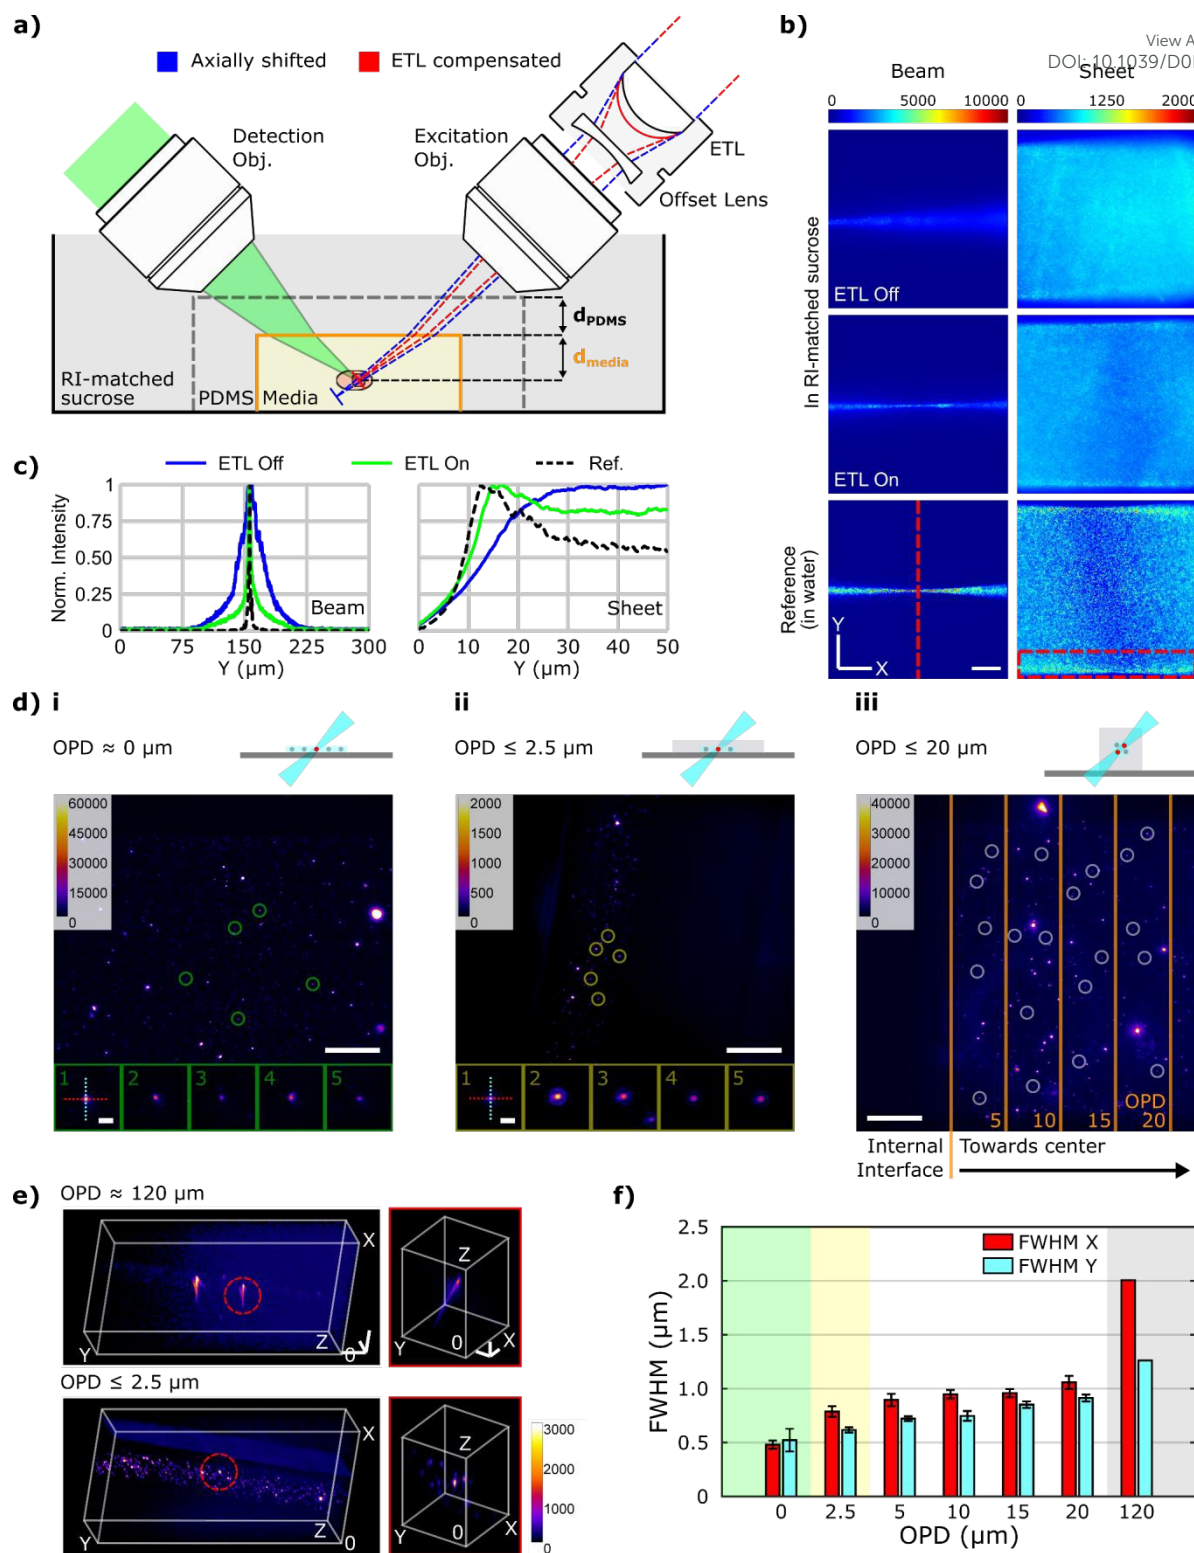 a)
Axially shifted
ETL compensated
Detection
Obj.
Excitation
Obj.
ETL
Offset Lens
dPDMS
dmedia
RI-matched
sucrose
PDMS
Media
b)
View A
DOI: 10.1039/D0
Beam
Sheet
0 5000 10000
0 1250 200
In RI-matched sucrose
ETL Off
ETL On
Reference
(in water)
Y
X
c)
ETL Off
ETL On
Ref.
Norm. Intensity
1
0.75
0.50
0.25
0
Beam
0 75 150 225 300
Y (µm)
Sheet
0 10 20 30 40 50
Y (µm)
d)
i
OPD ≈ 0 µm
60000
45000
30000
15000
0
1 2 3 4 5
ii
OPD ≤ 2.5 µm
2000
1500
1000
500
0
1 2 3 4 5
iii
OPD ≤ 20 µm
40000
30000
20000
10000
0
OPD
5 10 15 20
Internal
Interface
Towards center
e)
OPD ≈ 120 µm
X
Y
Z
0
Z
Y
0
X
OPD ≤ 2.5 µm
X
Y
Z
0
Z
Y
0
X
3000
2000
1000
0
f)
FWHM X
FWHM Y
FWHM (µm)
2.5
2.0
1.5
1.0
0.5
0
0 2.5 5 10 15 20 120
OPD (µm)